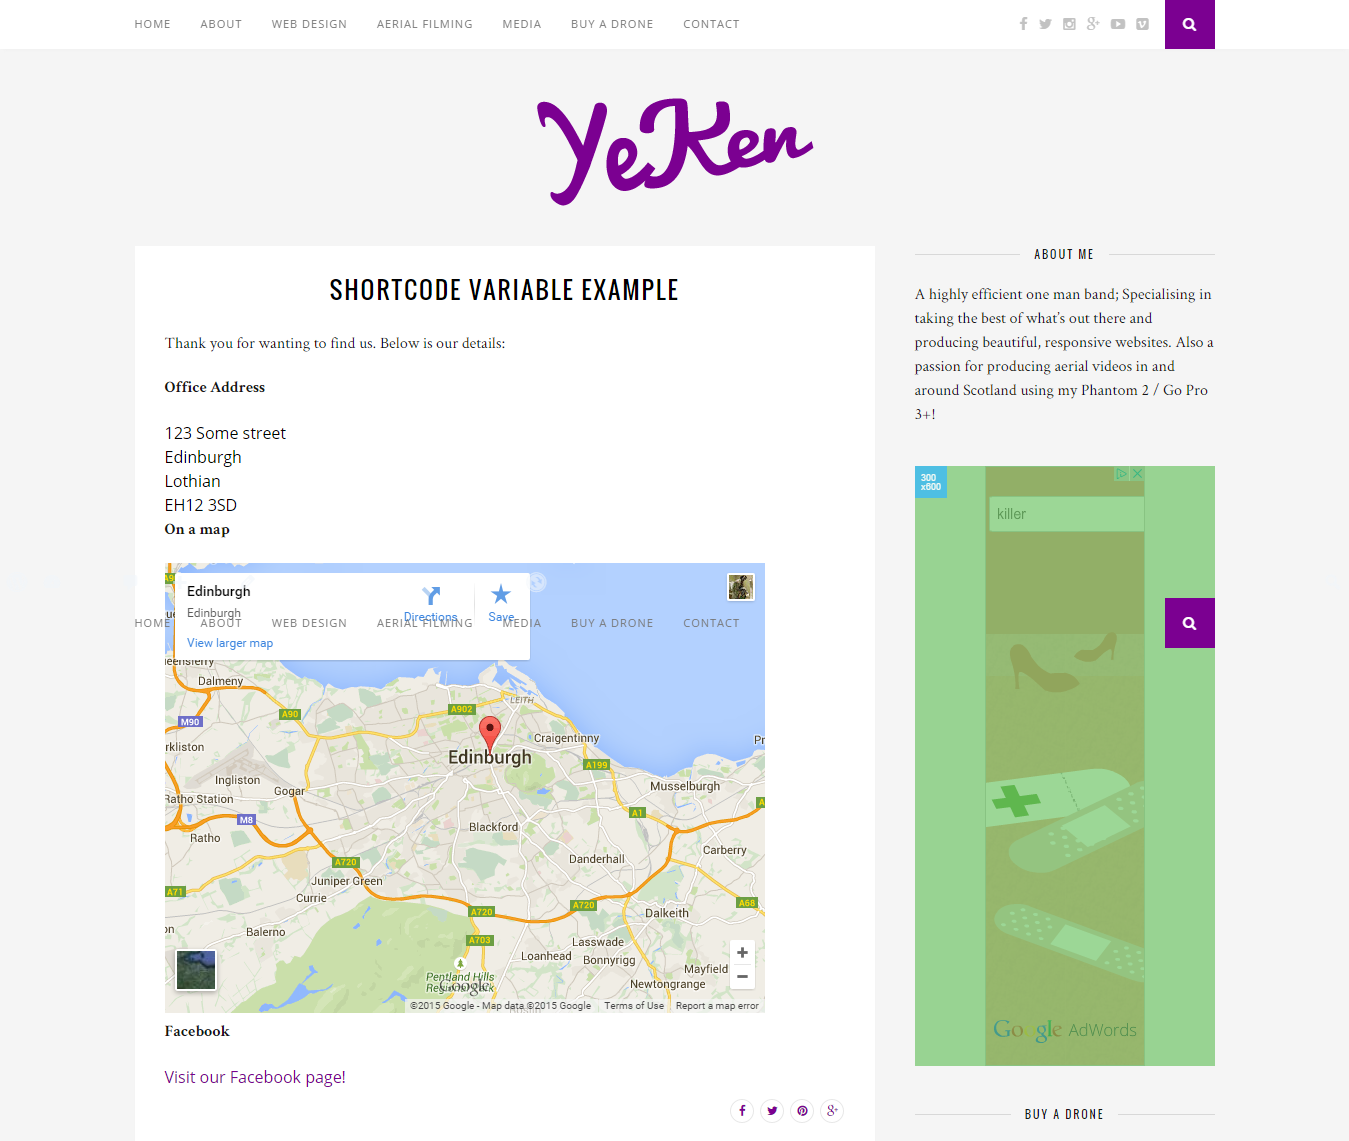 HOME ABOUT WEB DESIGN AERIAL FILMING MEDIA BUY A DRONE CONTACT
YeKen
SHORTCODE VARIABLE EXAMPLE
Thank you for wanting to find us. Below is our details:
Office Address
123 Some street
Edinburgh
Lothian
EH12 3SD
On a map
Edinburgh
Edinburgh
Directions
Save
View larger map
HOME ABOUT WEB DESIGN AERIAL FILMING MEDIA BUY A DRONE CONTACT
Dalmeny
LEITH
A902
A90
M90
Craigentinny
Edinburgh
A199
Ingliston
Gogar
Musselburgh
Ratho Station
M8
A1
Ratho
Blackford
Carberry
A720
Danderhall
Juniper Green
A71
Currie
A720
A720
A68
Dalkeith
Balerno
A703
Lasswade
Loanhead
Bonnyrigg
Mayfield
Pentland Hills
Newtongrange
Google
©2015 Google - Map data ©2015 Google Terms of Use Report a map error
Facebook
Visit our Facebook page!
ABOUT ME
A highly efficient one man band; Specialising in
taking the best of what's out there and
producing beautiful, responsive websites. Also a
passion for producing aerial videos in and
around Scotland using my Phantom 2 / Go Pro
3+!
300
x600
killer
Google AdWords
BUY A DRONE